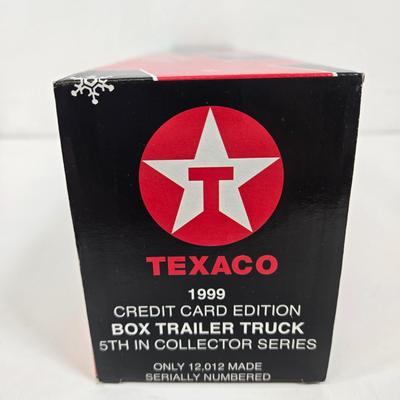 T
TEXACO
1999
CREDIT CARD EDITION
BOX TRAILER TRUCK
5TH IN COLLECTOR SERIES
ONLY 12,012 MADE
SERIALLY NUMBERED